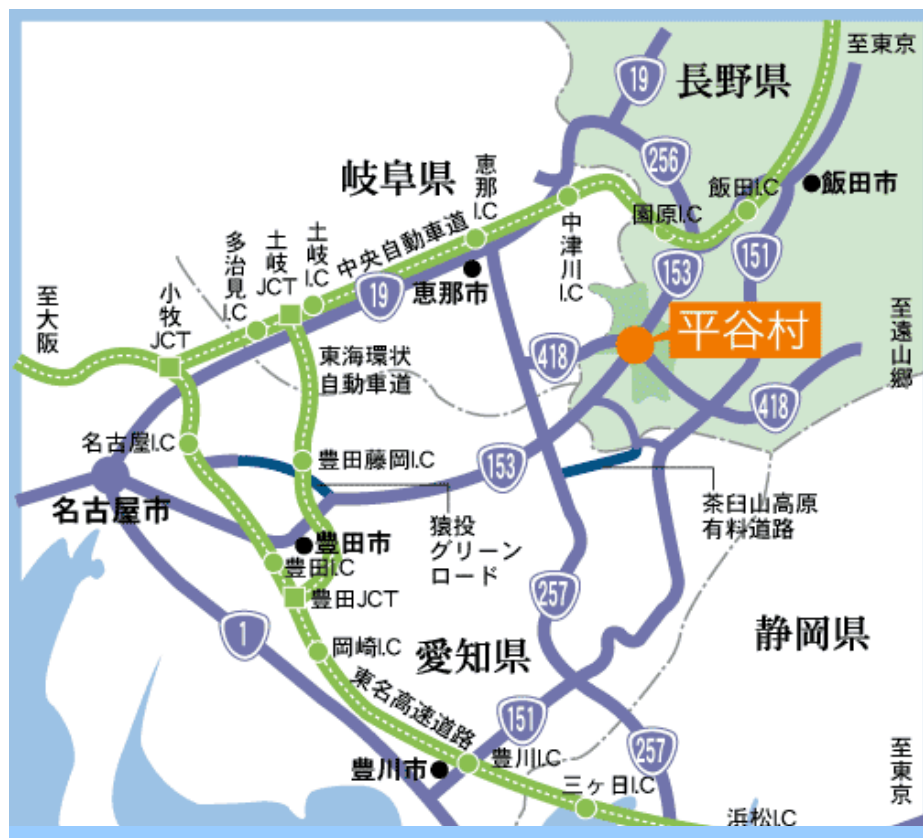 至東京
19
長野県
256
岐阜県
恵那I.C
飯田I.C
飯田市
園原I.C
中津川I.C
151
153
土岐JCT
土岐I.C
多治見I.C
中央自動車道
恵那市
19
小牧JCT
至大阪
平谷村
至遠山郷
418
418
東海環状
自動車道
名古屋I.C
豊田藤岡I.C
153
名古屋市
茶臼山高原
有料道路
猿投
グリーン
ロード
豊田市
豊田I.C
豊田JCT
257
1
岡崎I.C
愛知県
静岡県
東名高速道路
151
豊川I.C
豊川市
257
至東京
三ヶ日I.C
浜松I.C